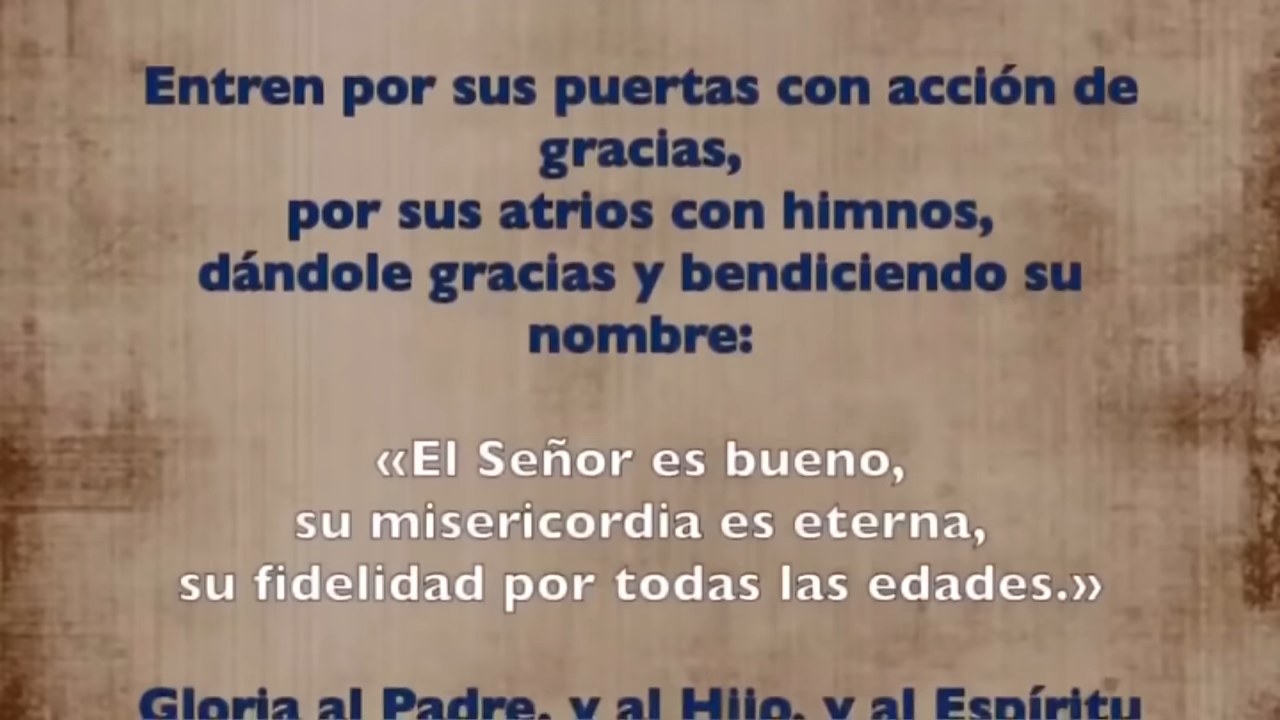 Entren por sus puertas con acción de
gracias,
por sus atrios con himnos,
dándole gracias y bendiciendo su
nombre:
«El Señor es bueno,
su misericordia es eterna,
su fidelidad por todas las edades.»
Gloria al Padre, y al Hijo, y al Espíritu